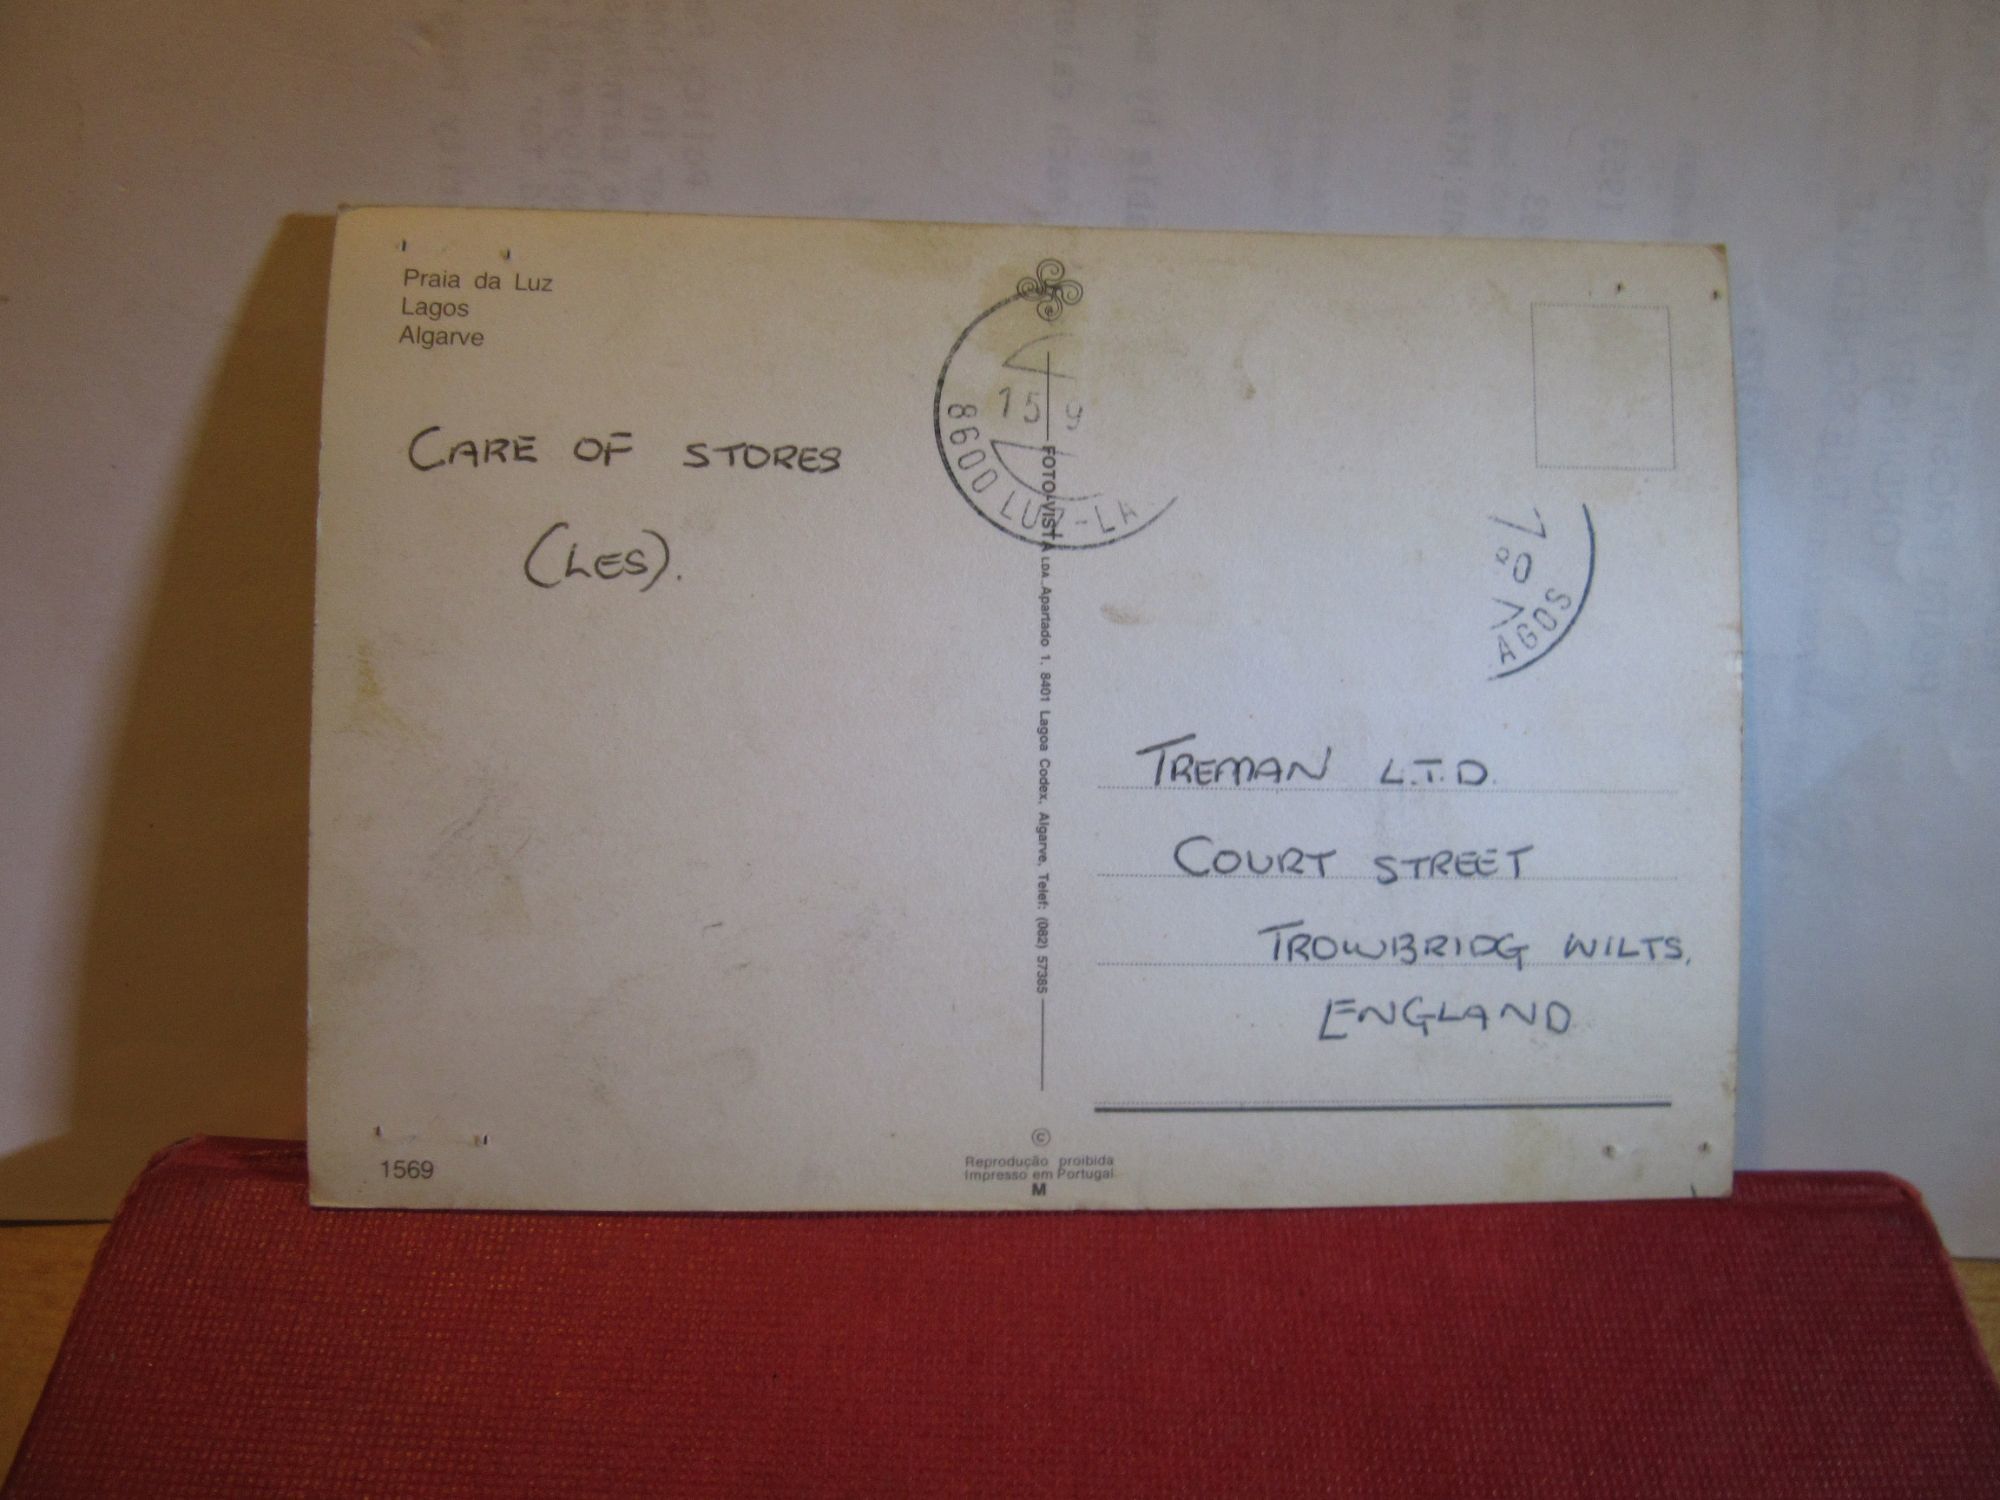 Praia da Luz
Lagos
Algarve
CARE OF STORES
(LES).
15 9
8600 LUZ-LA
AGOS
FOTO-VISTA LDA. Apartado 1. 8401 Lagoa Codex, Algarve, Telef: (082) 57385
TREMAN L.T.D.
COURT STREET
TROWBRIDG WILTS,
ENGLAND
1569
©
Reprodução proibida
Impresso em Portugal
M